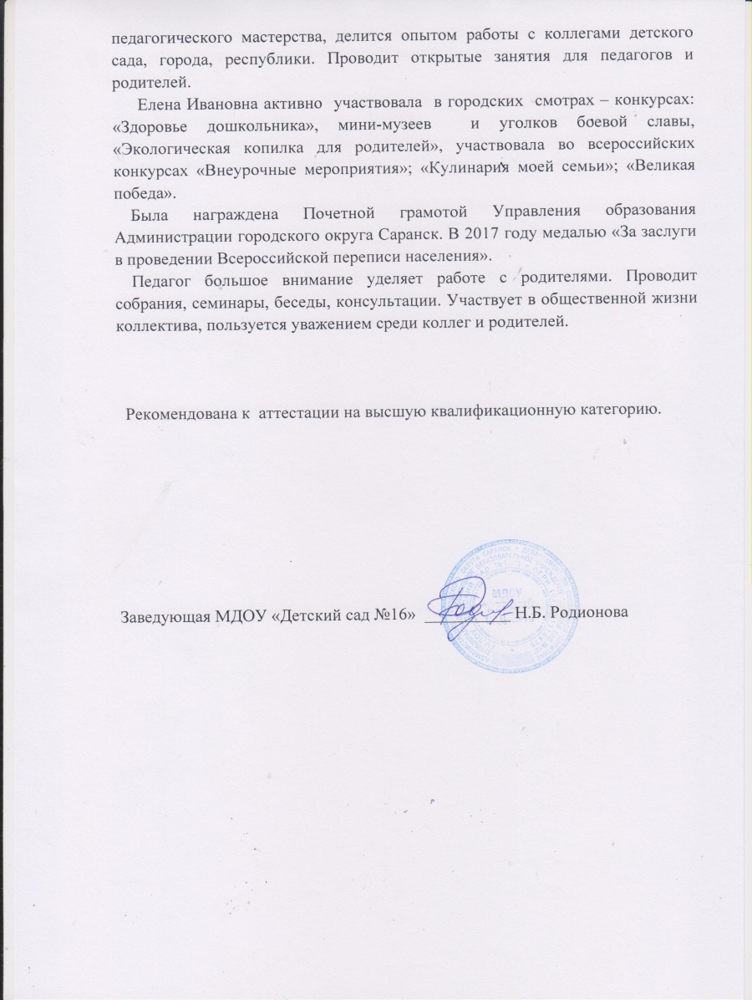 педагогического мастерства, делится опытом работы с коллегами детского
сада, города, республики. Проводит открытые занятия для педагогов и
родителей.
Елена Ивановна активно участвовала в городских смотрах – конкурсах:
«Здоровье дошкольника», мини-музеев и уголков боевой славы,
«Экологическая копилка для родителей», участвовала во всероссийских
конкурсах «Внеурочные мероприятия»; «Кулинария моей семьи»; «Великая
победа».
Была награждена Почетной грамотой Управления образования
Администрации городского округа Саранск. В 2017 году медалью «За заслуги
в проведении Всероссийской переписи населения».
Педагог большое внимание уделяет работе с родителями. Проводит
собрания, семинары, беседы, консультации. Участвует в общественной жизни
коллектива, пользуется уважением среди коллег и родителей.
Рекомендована к аттестации на высшую квалификационную категорию.
Заведующая МДОУ «Детский сад №16» __________ Н.Б. Родионова
МДОУ